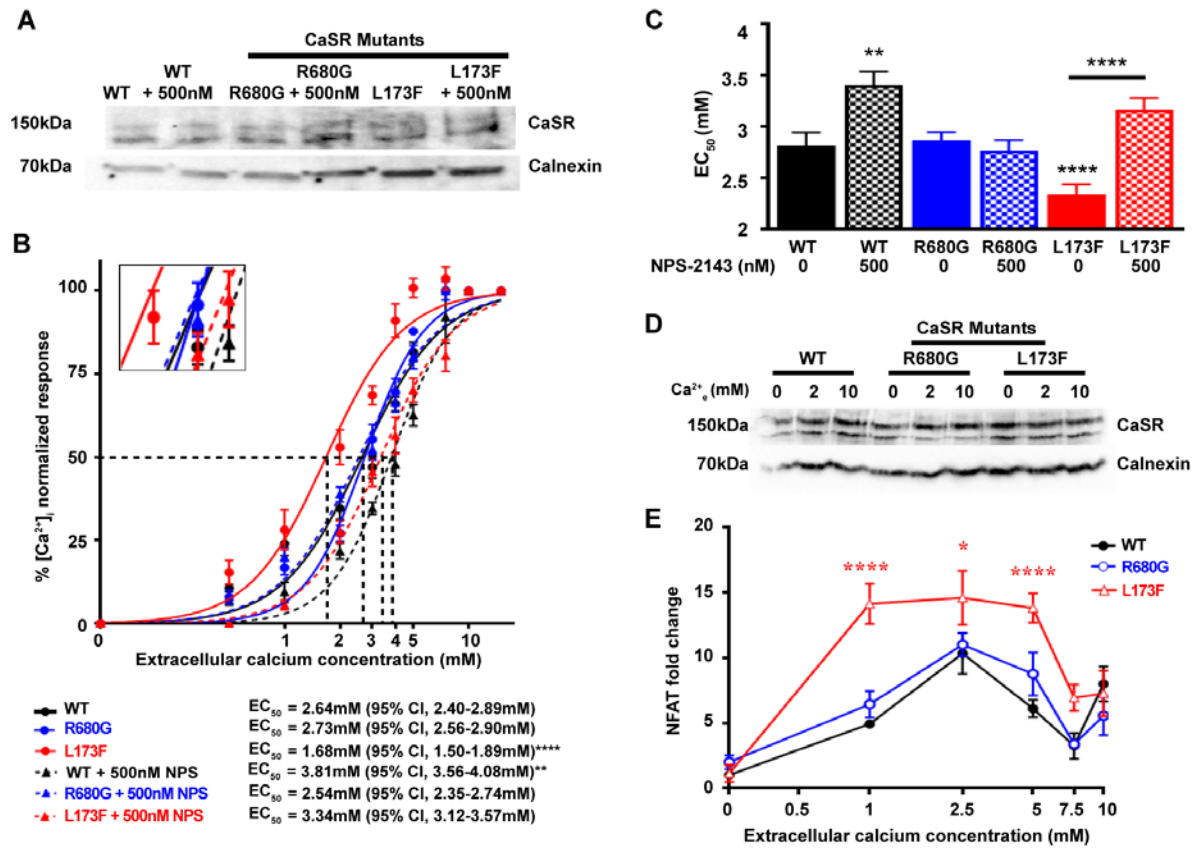 A
CaSR Mutants
WT
WT + 500nM
R680G
R680G + 500nM
L173F
L173F + 500nM
150kDa
CaSR
70kDa
Calnexin
B
% [Ca²⁺]ᵢ normalized response
100
75
50
25
0
0
1
2
3
4
5
10
Extracellular calcium concentration (mM)
WT EC₅₀ = 2.64mM (95% CI, 2.40-2.89mM)
R680G EC₅₀ = 2.73mM (95% CI, 2.56-2.90mM)
L173F EC₅₀ = 1.68mM (95% CI, 1.50-1.89mM)****
WT + 500nM NPS EC₅₀ = 3.81mM (95% CI, 3.56-4.08mM)**
R680G + 500nM NPS EC₅₀ = 2.54mM (95% CI, 2.35-2.74mM)
L173F + 500nM NPS EC₅₀ = 3.34mM (95% CI, 3.12-3.57mM)
C
EC₅₀ (mM)
4
3.5
3
2.5
2
**
****
****
WT WT R680G R680G L173F L173F
NPS-2143 (nM) 0 500 0 500 0 500
D
CaSR Mutants
WT R680G L173F
Ca²⁺ₑ (mM) 0 2 10 0 2 10 0 2 10
150kDa
CaSR
70kDa
Calnexin
E
NFAT fold change
20
15
10
5
0
****
*
****
WT
R680G
L173F
0 0.5 1 2.5 5 7.5 10
Extracellular calcium concentration (mM)